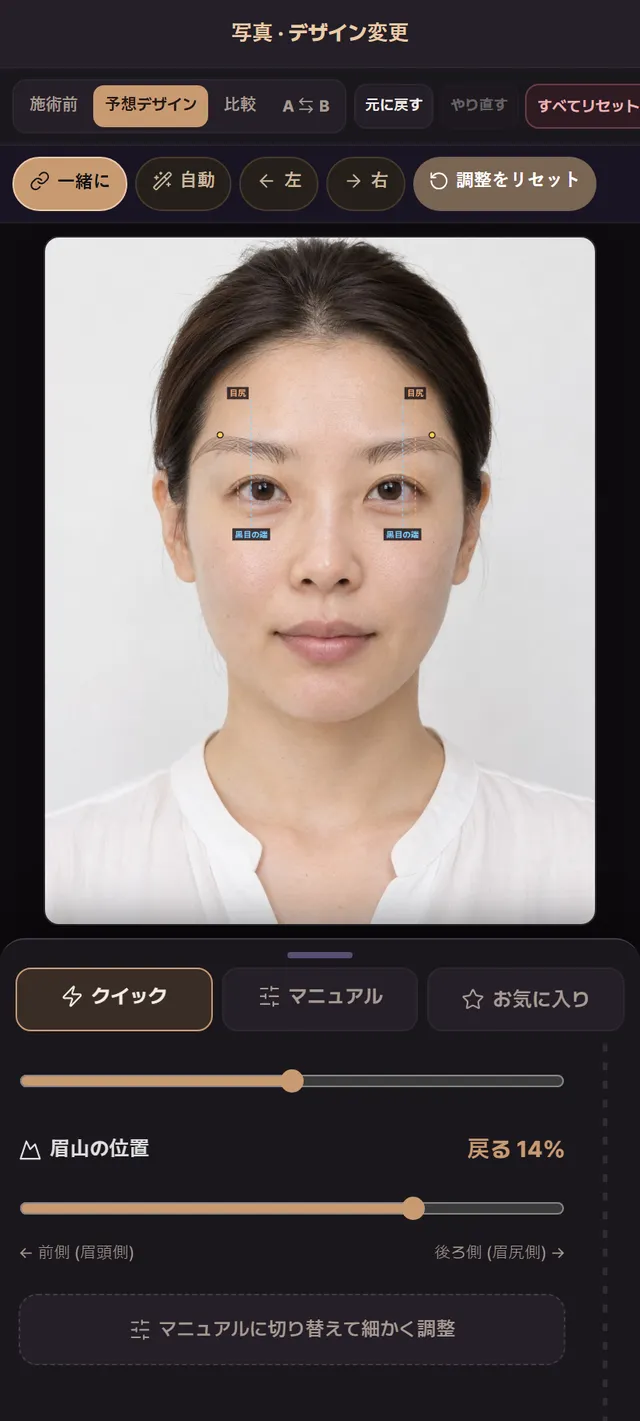 写真・デザイン変更
施術前 予想デザイン 比較 A ⇆ B 元に戻す やり直す すべてリセット
一緒に 自動 ← 左 → 右 調整をリセット
目尻 目尻
黒目の端 黒目の端
クイック マニュアル お気に入り
眉山の位置 戻る 14%
← 前側 (眉頭側) 後ろ側 (眉尻側) →
マニュアルに切り替えて細かく調整